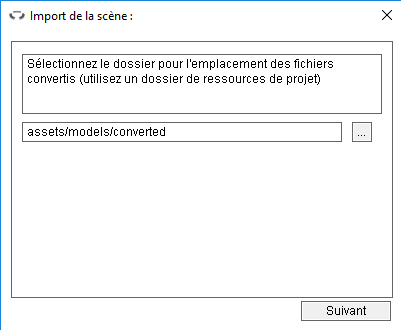 Import de la scène :
Sélectionnez le dossier pour l'emplacement des fichiers
convertis (utilisez un dossier de ressources de projet)
assets/models/converted
...
Suivant